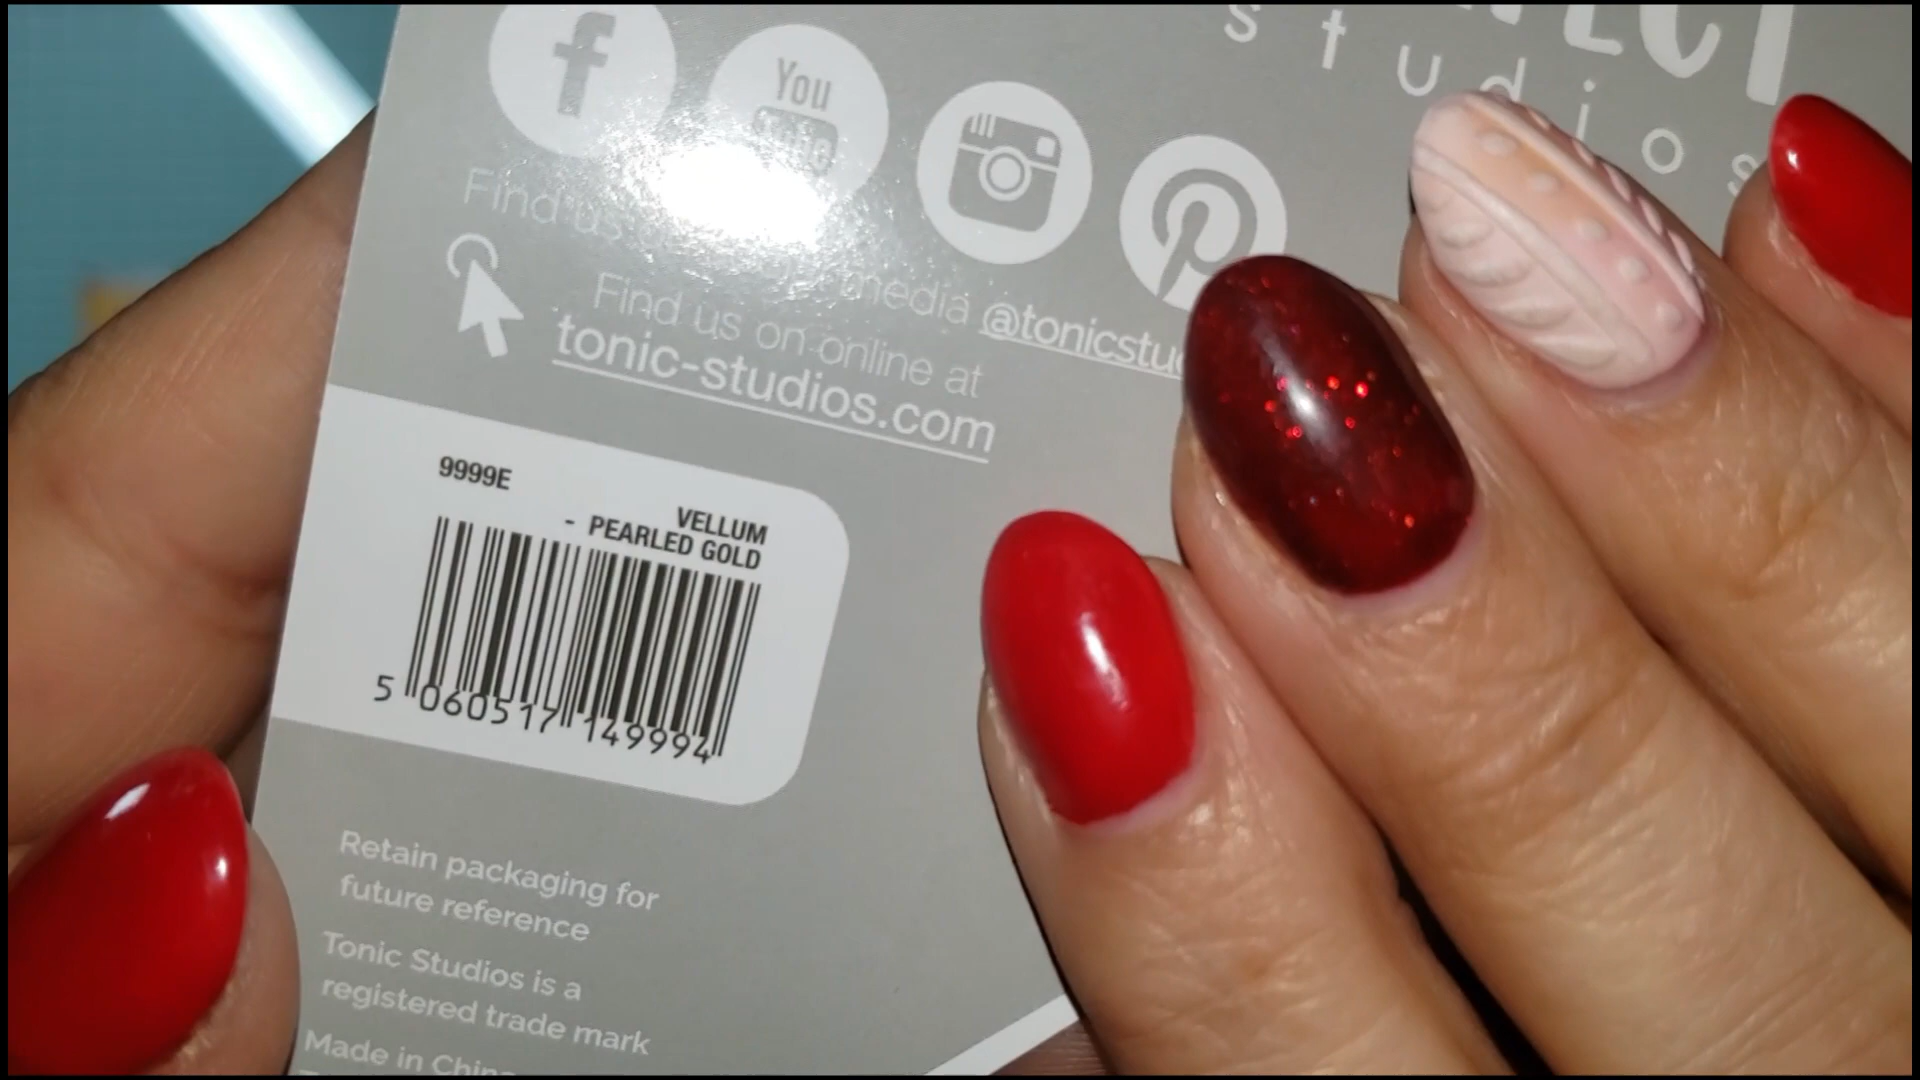 studios
f
You
Tube
Find us media @tonicstu
Find us on online at
tonic-studios.com
9999E
VELLUM
- PEARLED GOLD
5 060517 149994
Retain packaging for
future reference
Tonic Studios is a
registered trade mark
Made in China